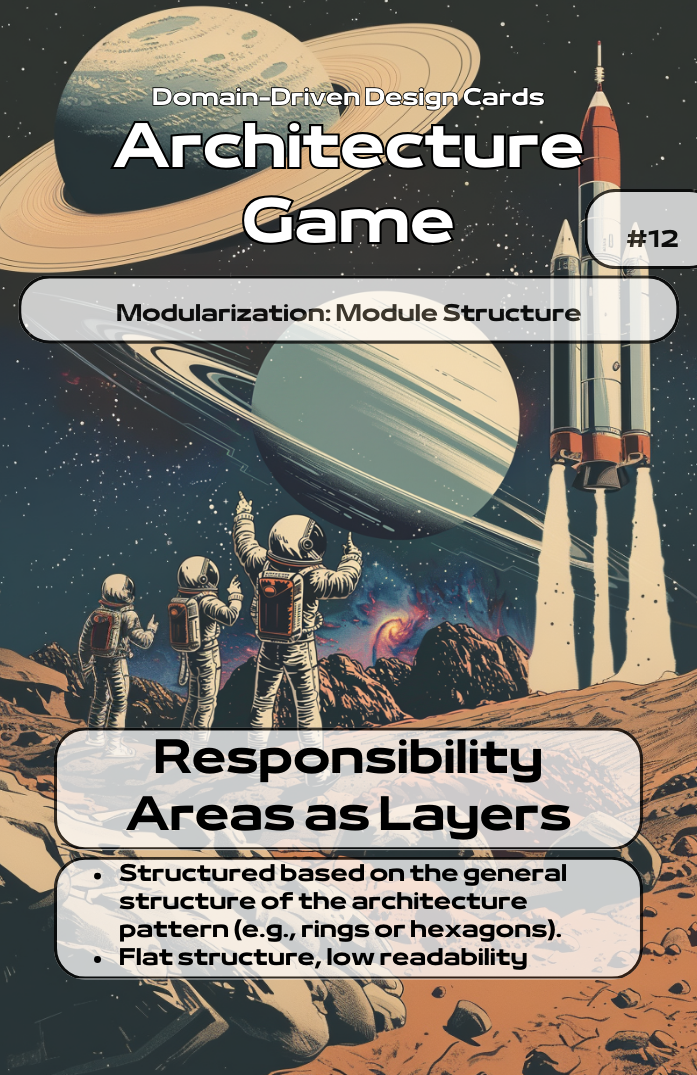 Domain-Driven Design Cards
Architecture
Game
#12
Modularization: Module Structure
Responsibility
Areas as Layers
• Structured based on the general
structure of the architecture
pattern (e.g., rings or hexagons).
• Flat structure, low readability